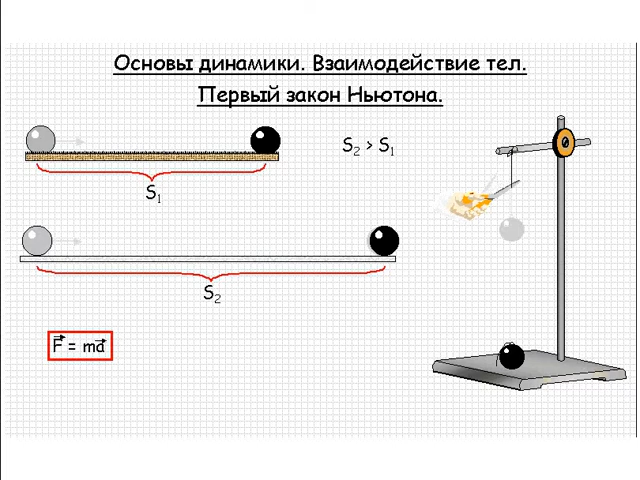 Основы динамики. Взаимодействие тел.
Первый закон Ньютона.
S₂ > S₁
S₁
S₂
F⃗ = ma⃗